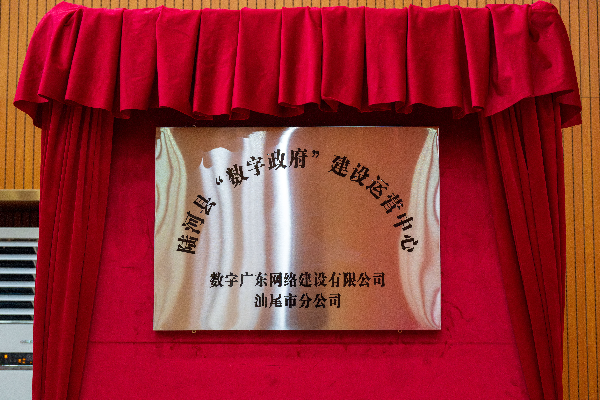 陆河县“数字政府”建设运营中心
数字广东网络建设有限公司
汕尾市分公司